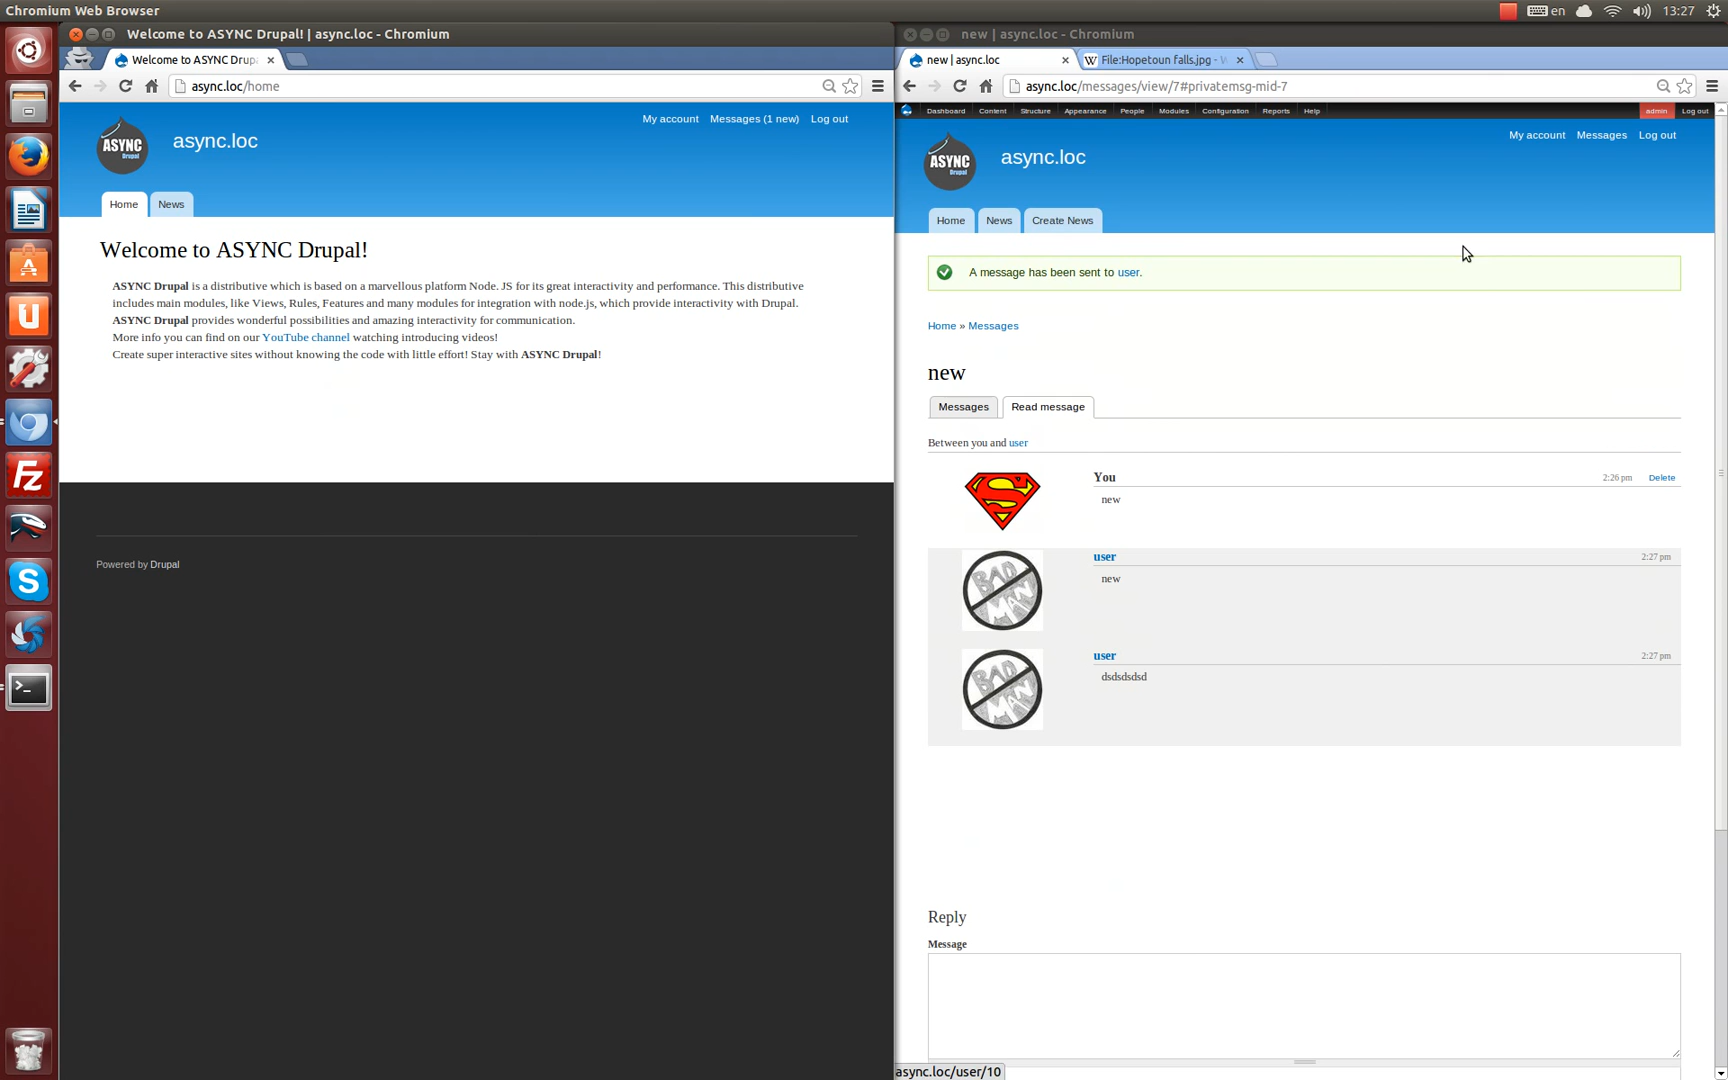 Chromium Web Browser
en
13:27
Welcome to ASYNC Drupal! | async.loc - Chromium
Welcome to ASYNC Drup
async.loc/home
ASYNC
Drupal
async.loc
My account Messages (1 new) Log out
Home News
Welcome to ASYNC Drupal!
ASYNC Drupal is a distributive which is based on a marvellous platform Node. JS for its great interactivity and performance. This distributive
includes main modules, like Views, Rules, Features and many modules for integration with node.js, which provide interactivity with Drupal.
ASYNC Drupal provides wonderful possibilities and amazing interactivity for communication.
More info you can find on our YouTube channel watching introducing videos!
Create super interactive sites without knowing the code with little effort! Stay with ASYNC Drupal!
Powered by Drupal
new | async.loc - Chromium
new | async.loc
File:Hopetoun falls.jpg - W
async.loc/messages/view/7#privatemsg-mid-7
Dashboard Content Structure Appearance People Modules Configuration Reports Help admin Log out
ASYNC
Drupal
async.loc
My account Messages Log out
Home News Create News
A message has been sent to user.
Home » Messages
new
Messages Read message
Between you and user
You 2:26 pm Delete
new
user 2:27 pm
new
BAD
MAN
user 2:27 pm
dsdsdsdsd
BAD
MAN
Reply
Message
async.loc/user/10